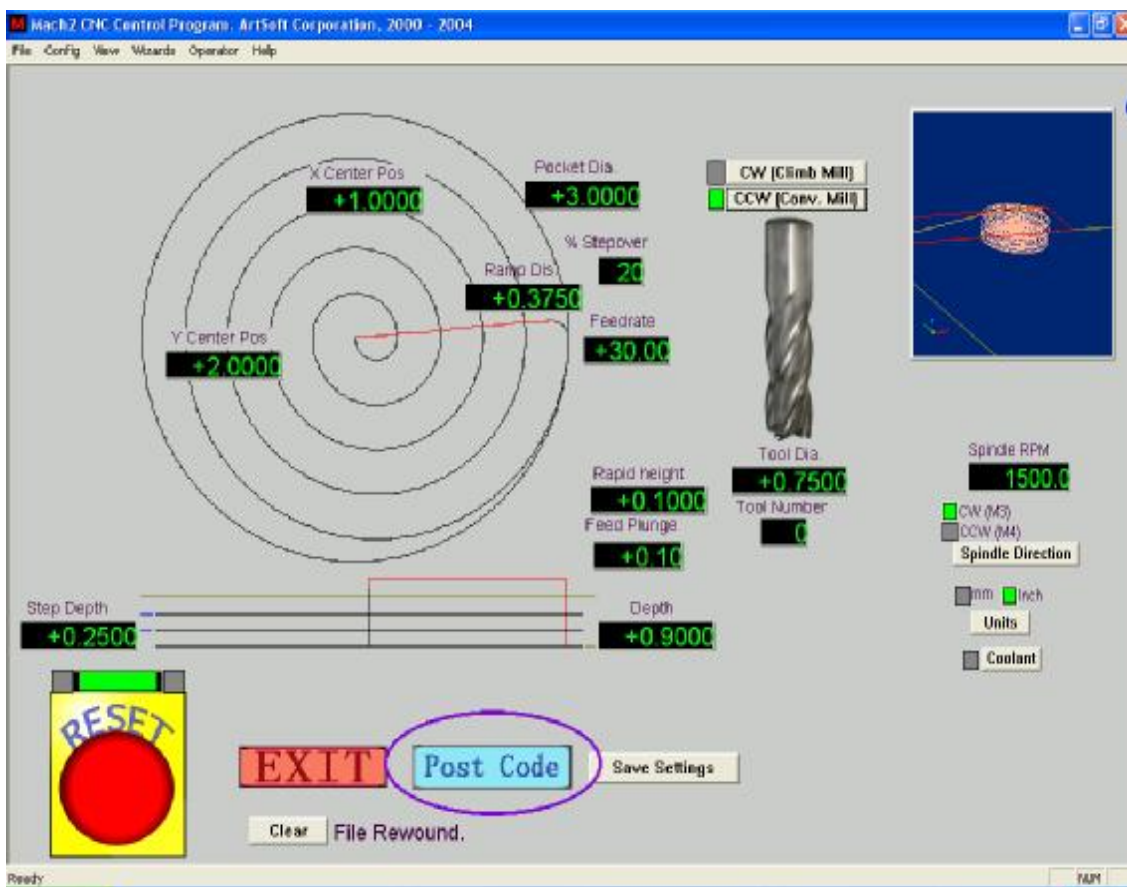 Mach2 CNC Control Program. ArtSoft Corporation. 2000 - 2004
File Config View Wizards Operator Help
X Center Pos
+1.0000
Pocket Dia.
+3.0000
CW (Climb Mill)
CCW (Conv. Mill)
% Stepover
20
Ramp Dis
+0.3750
Feedrate
+30.00
Y Center Pos
+2.0000
Tool Dia.
+0.7500
Spindle RPM
1500.0
Rapid height
+0.1000
Tool Number
0
Feed Plunge
+0.10
CW (M3)
CCW (M4)
Spindle Direction
mm Inch
Units
Coolant
Step Depth
+0.2500
Depth
+0.9000
RESET
EXIT
Post Code
Save Settings
Clear
File Rewound.
Ready
NUM